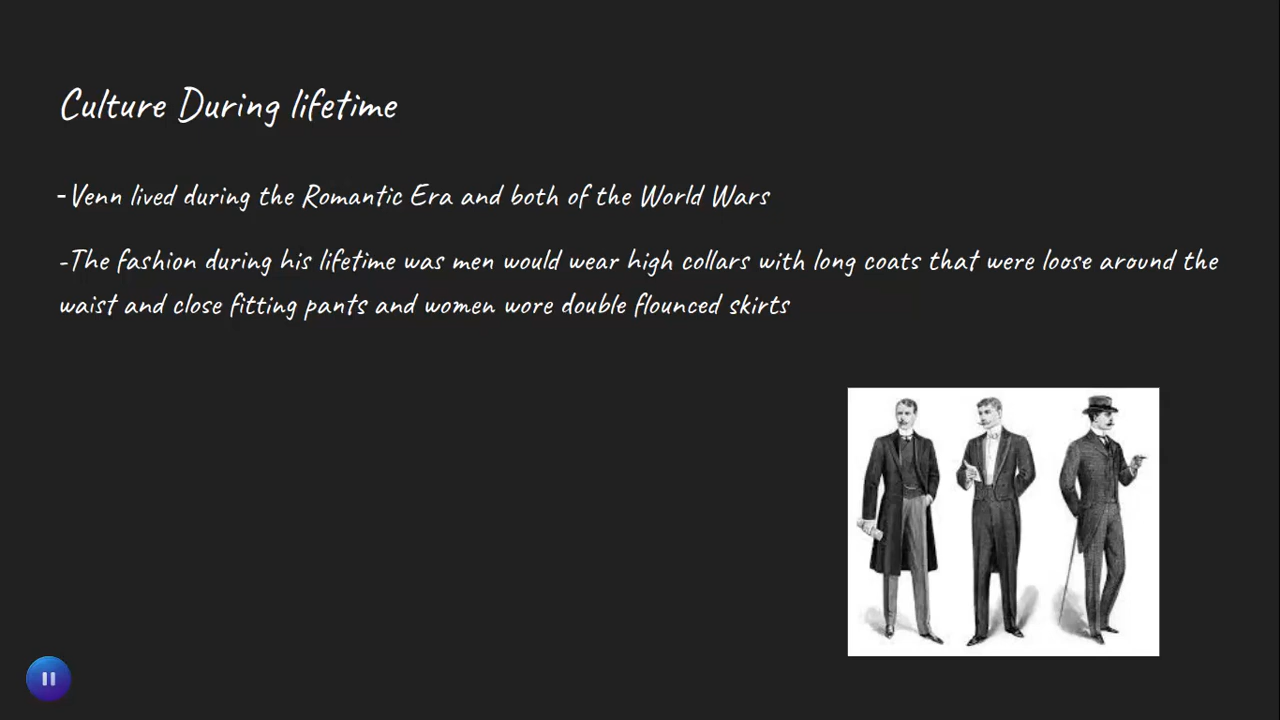 Culture During lifetime
-Venn lived during the Romantic Era and both of the World Wars
-The fashion during his lifetime was men would wear high collars with long coats that were loose around the
waist and close fitting pants and women wore double flounced skirts